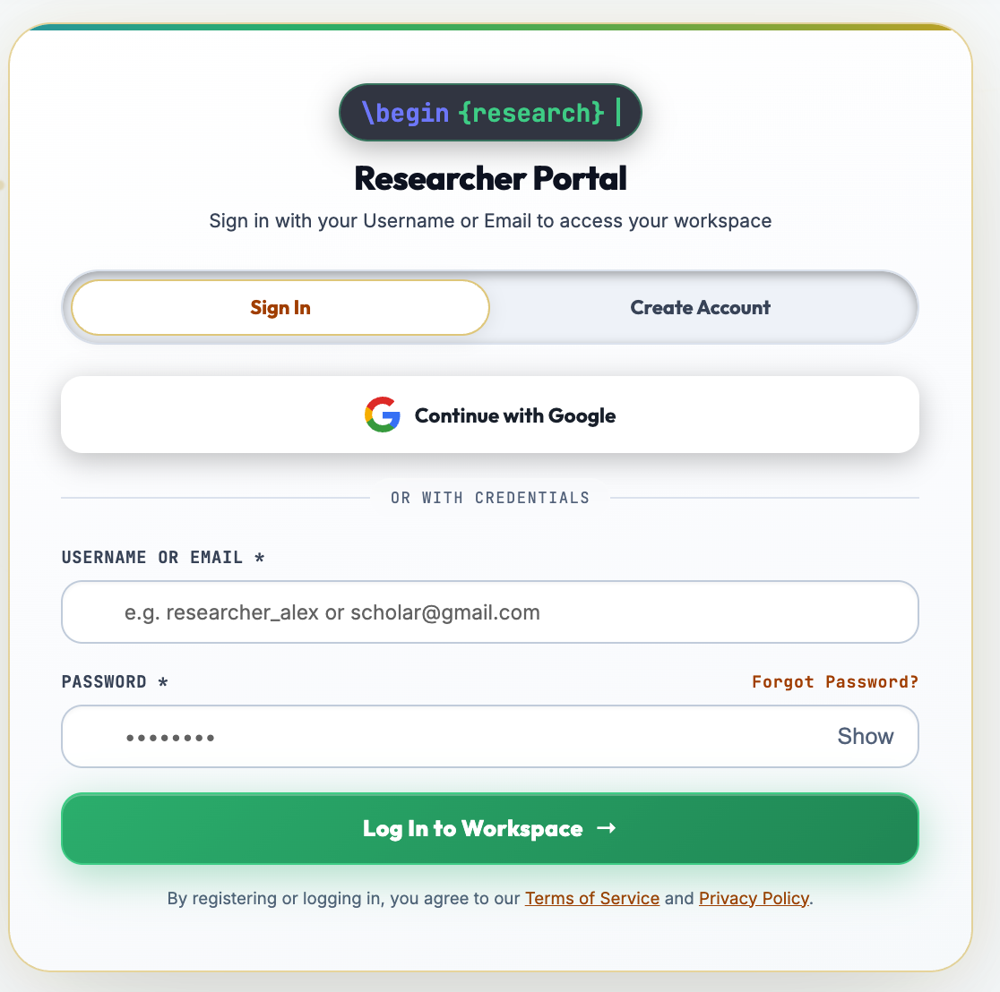 \begin {research}
Researcher Portal
Sign in with your Username or Email to access your workspace
Sign In
Create Account
Continue with Google
OR WITH CREDENTIALS
USERNAME OR EMAIL *
e.g. researcher_alex or scholar@gmail.com
PASSWORD *
Forgot Password?
••••••••
Show
Log In to Workspace →
By registering or logging in, you agree to our Terms of Service and Privacy Policy.